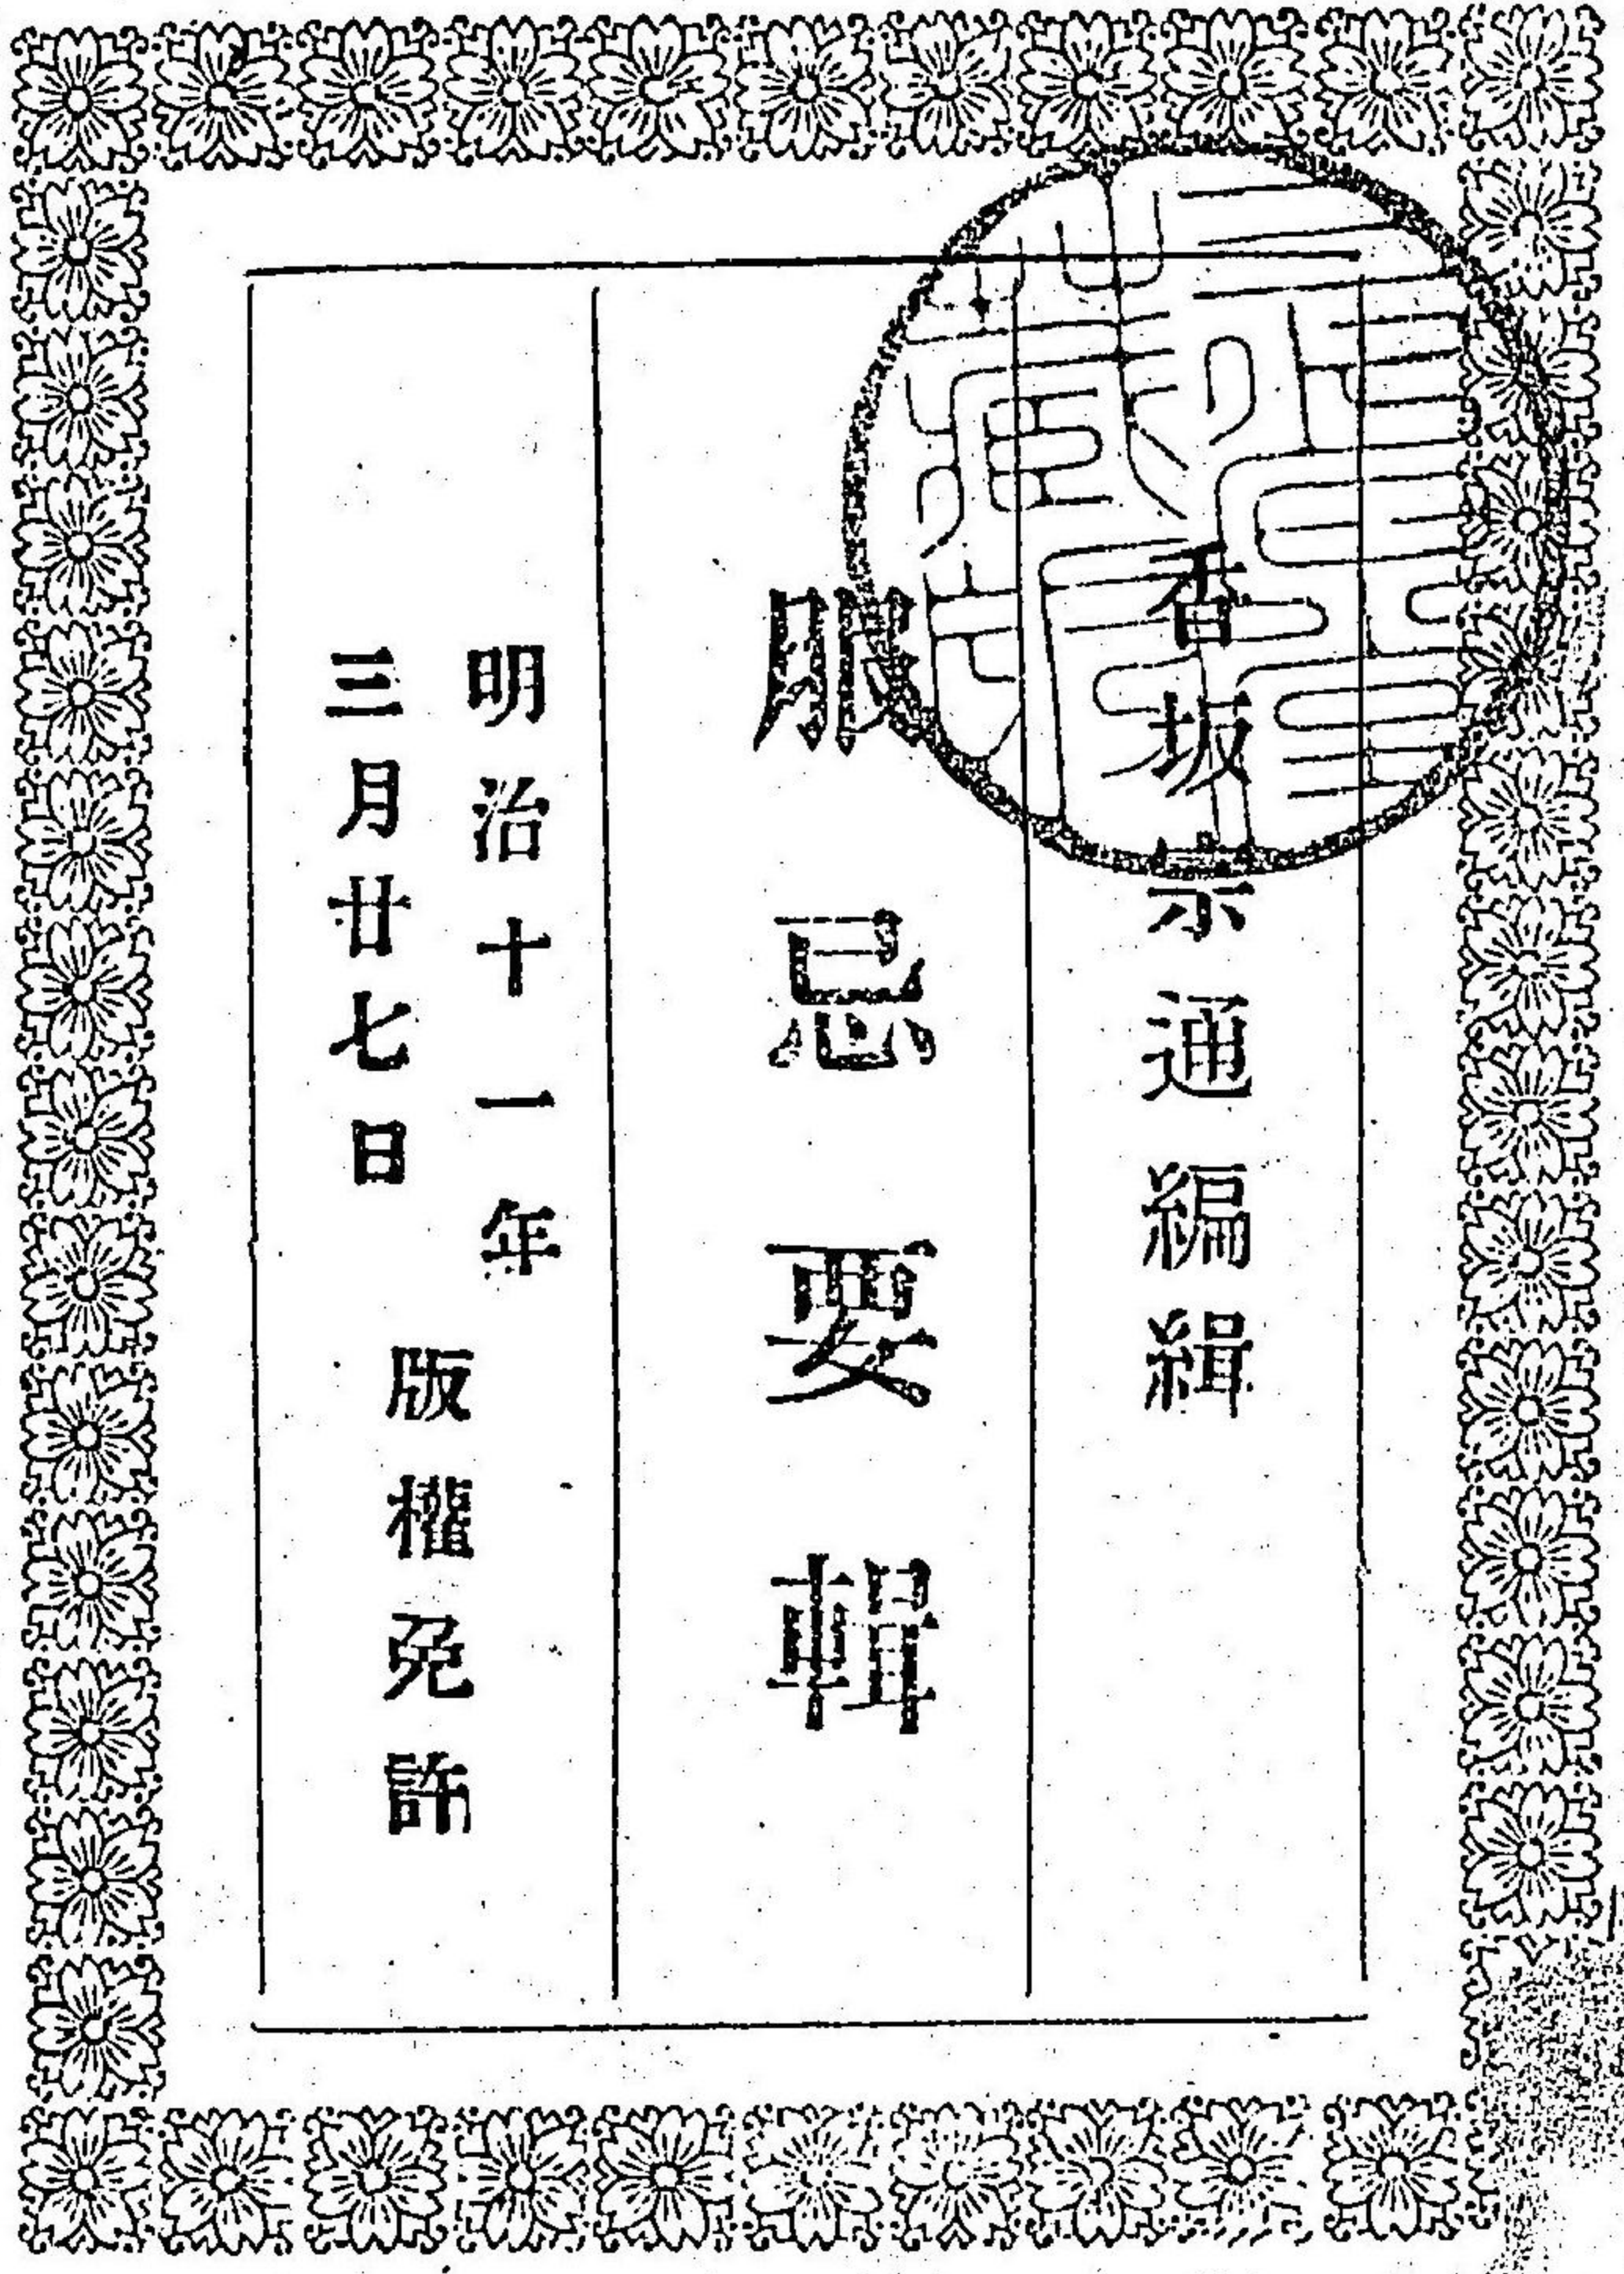 香坂宗通編緝
服忌要輯
明治十一年
三月廿七日
版權免許